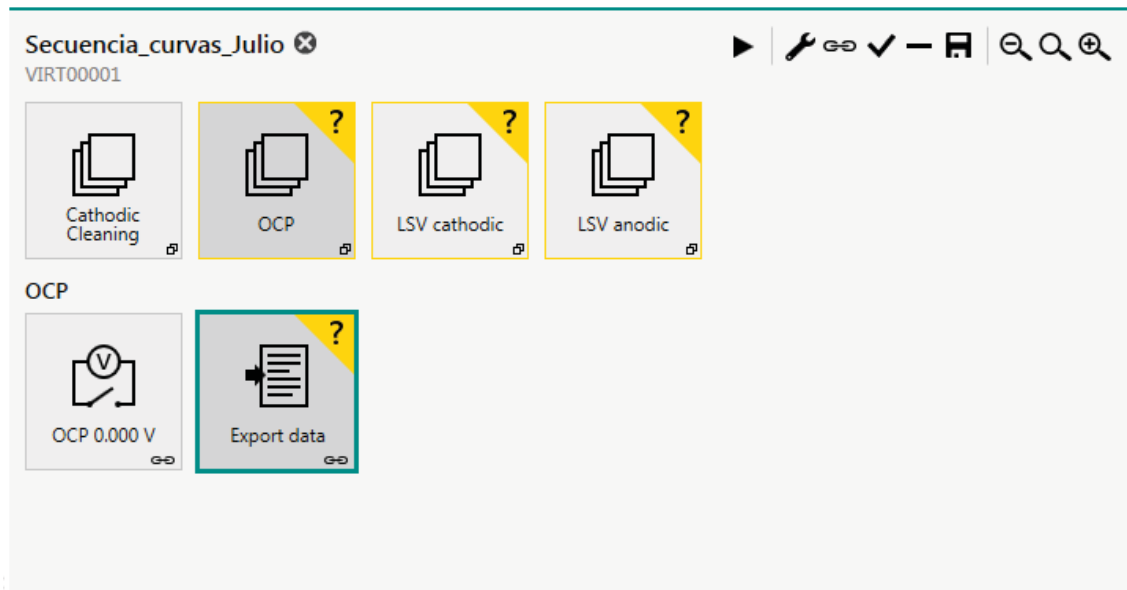 Secuencia_curvas_Julio
VIRT00001
?
?
?
Cathodic
Cleaning
OCP
LSV cathodic
LSV anodic
OCP
?
V
OCP 0.000 V
Export data